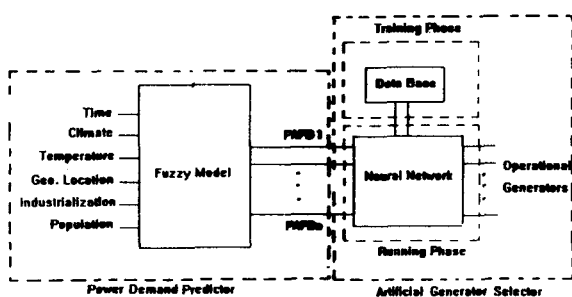 Training Phase
Data Base
Time
Climate
Temperature
Geo. Location
Industrialization
Population
Fuzzy Model
Neural Network
Operational
Generators
Running Phase
Power Demand Predictor
Artificial Generator Selector